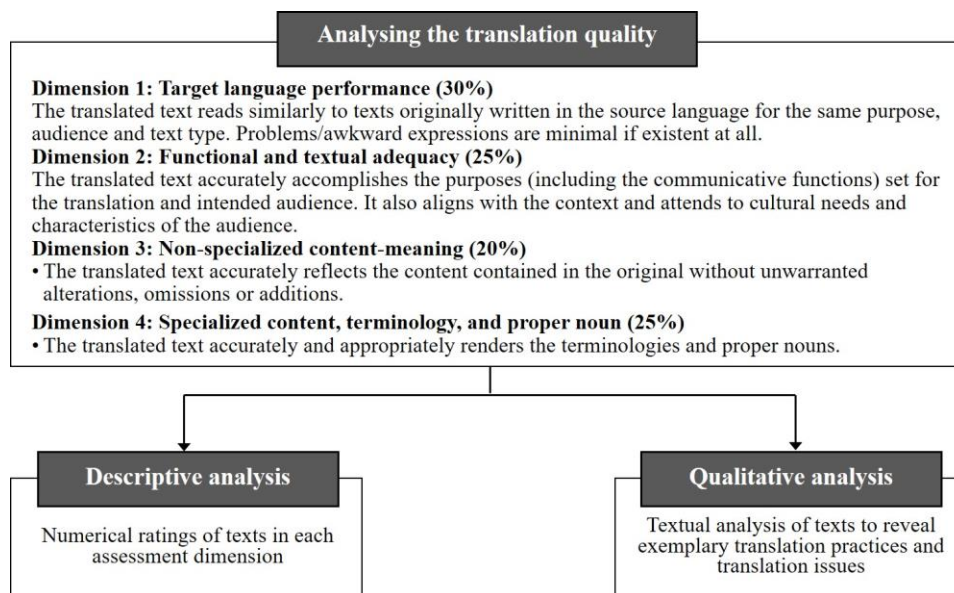 Analysing the translation quality
Dimension 1: Target language performance (30%)
The translated text reads similarly to texts originally written in the source language for the same purpose,
audience and text type. Problems/awkward expressions are minimal if existent at all.
Dimension 2: Functional and textual adequacy (25%)
The translated text accurately accomplishes the purposes (including the communicative functions) set for
the translation and intended audience. It also aligns with the context and attends to cultural needs and
characteristics of the audience.
Dimension 3: Non-specialized content-meaning (20%)
• The translated text accurately reflects the content contained in the original without unwarranted
alterations, omissions or additions.
Dimension 4: Specialized content, terminology, and proper noun (25%)
• The translated text accurately and appropriately renders the terminologies and proper nouns.
Descriptive analysis
Numerical ratings of texts in each
assessment dimension
Qualitative analysis
Textual analysis of texts to reveal
exemplary translation practices and
translation issues